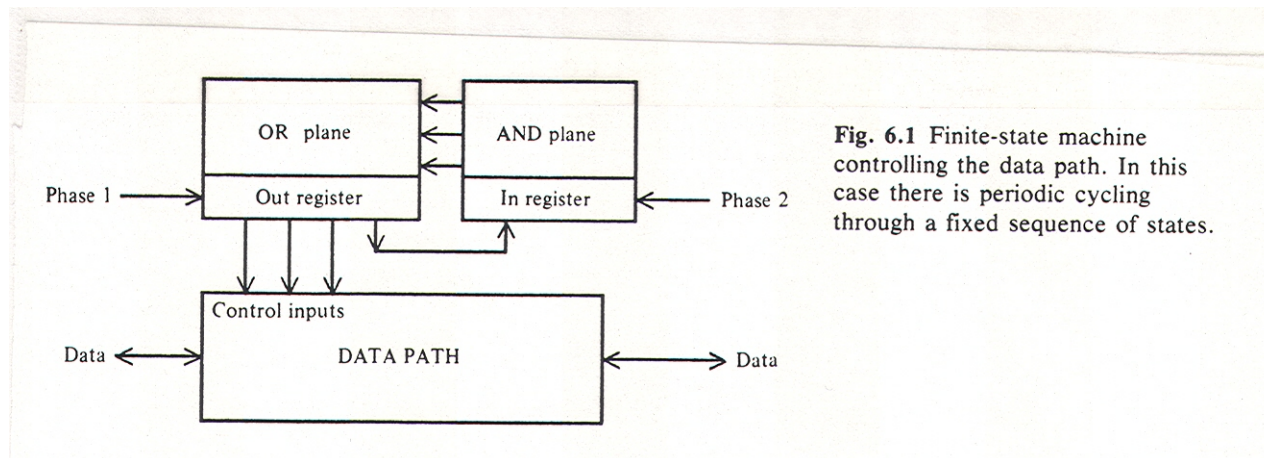 OR plane
AND plane
Phase 1
Out register
In register
Phase 2
Control inputs
Data
DATA PATH
Data
Fig. 6.1 Finite-state machine
controlling the data path. In this
case there is periodic cycling
through a fixed sequence of states.